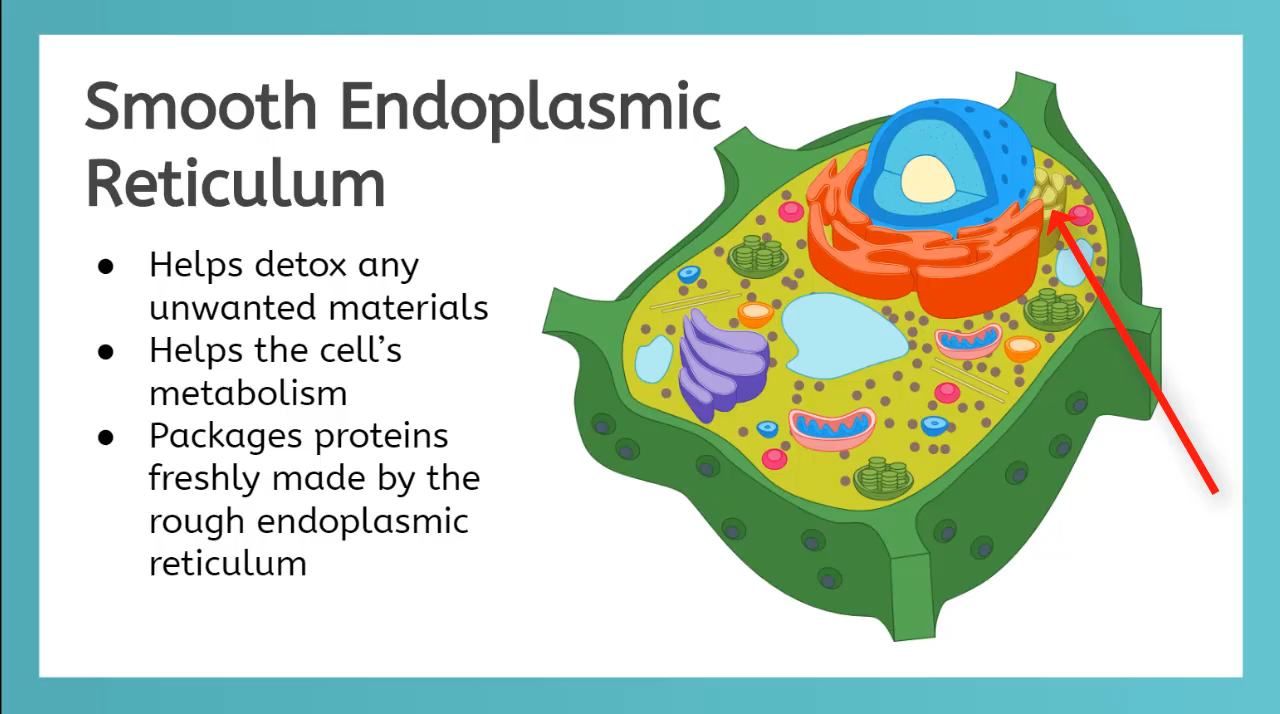 Smooth Endoplasmic
Reticulum
● Helps detox any
unwanted materials
● Helps the cell’s
metabolism
● Packages proteins
freshly made by the
rough endoplasmic
reticulum